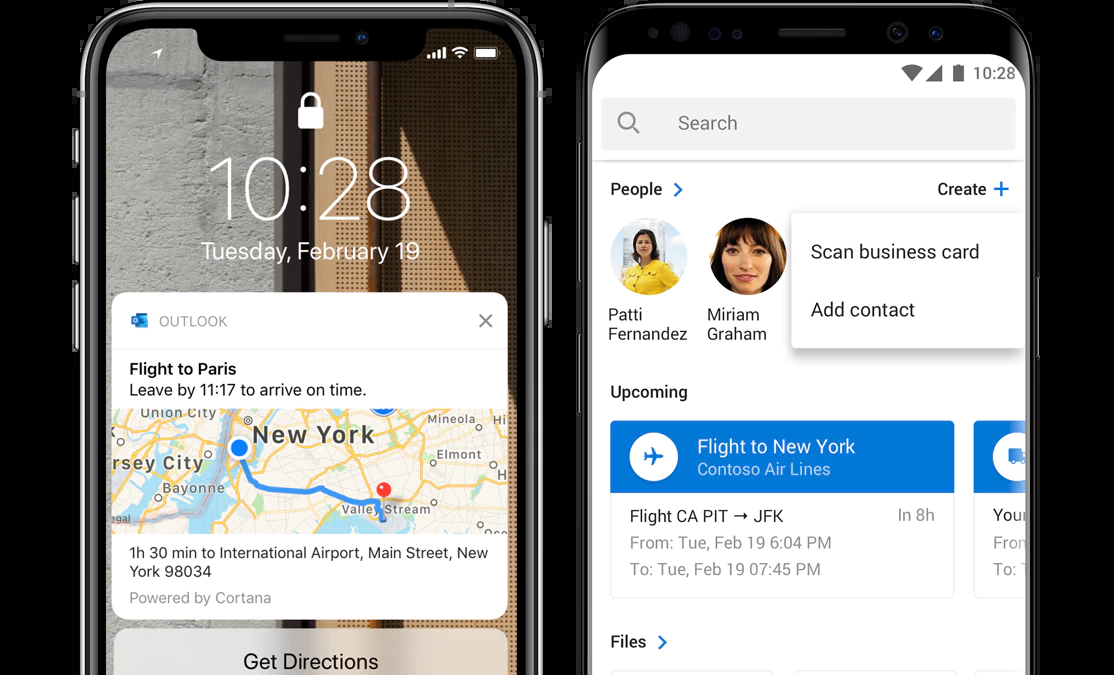 10:28
Tuesday, February 19
OUTLOOK
Flight to Paris
Leave by 11:17 to arrive on time.
Union City
New York
Mineola
Hi
rsey City
Elmont
Bayonne
Valley Stream
egal
1h 30 min to International Airport, Main Street, New
York 98034
Powered by Cortana
Get Directions
10:28
Search
People
Create
Scan business card
Add contact
Patti
Fernandez
Miriam
Graham
Upcoming
Flight to New York
Contoso Air Lines
Flight CA PIT → JFK
In 8h
From: Tue, Feb 19 6:04 PM
To: Tue, Feb 19 07:45 PM
Your
From
To: T
Files